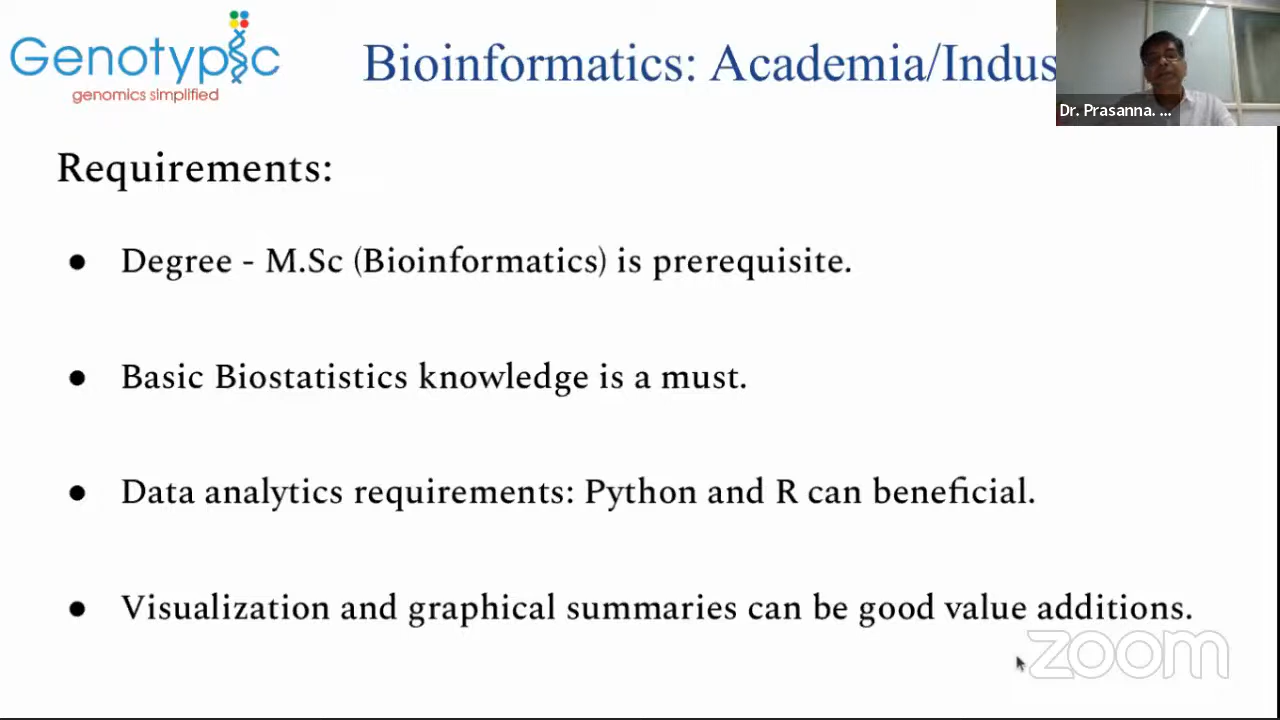 Genotypic
genomics simplified
Bioinformatics: Academia/Indus
Dr. Prasanna. ...
Requirements:
● Degree - M.Sc (Bioinformatics) is prerequisite.
● Basic Biostatistics knowledge is a must.
● Data analytics requirements: Python and R can beneficial.
● Visualization and graphical summaries can be good value additions.
zoom